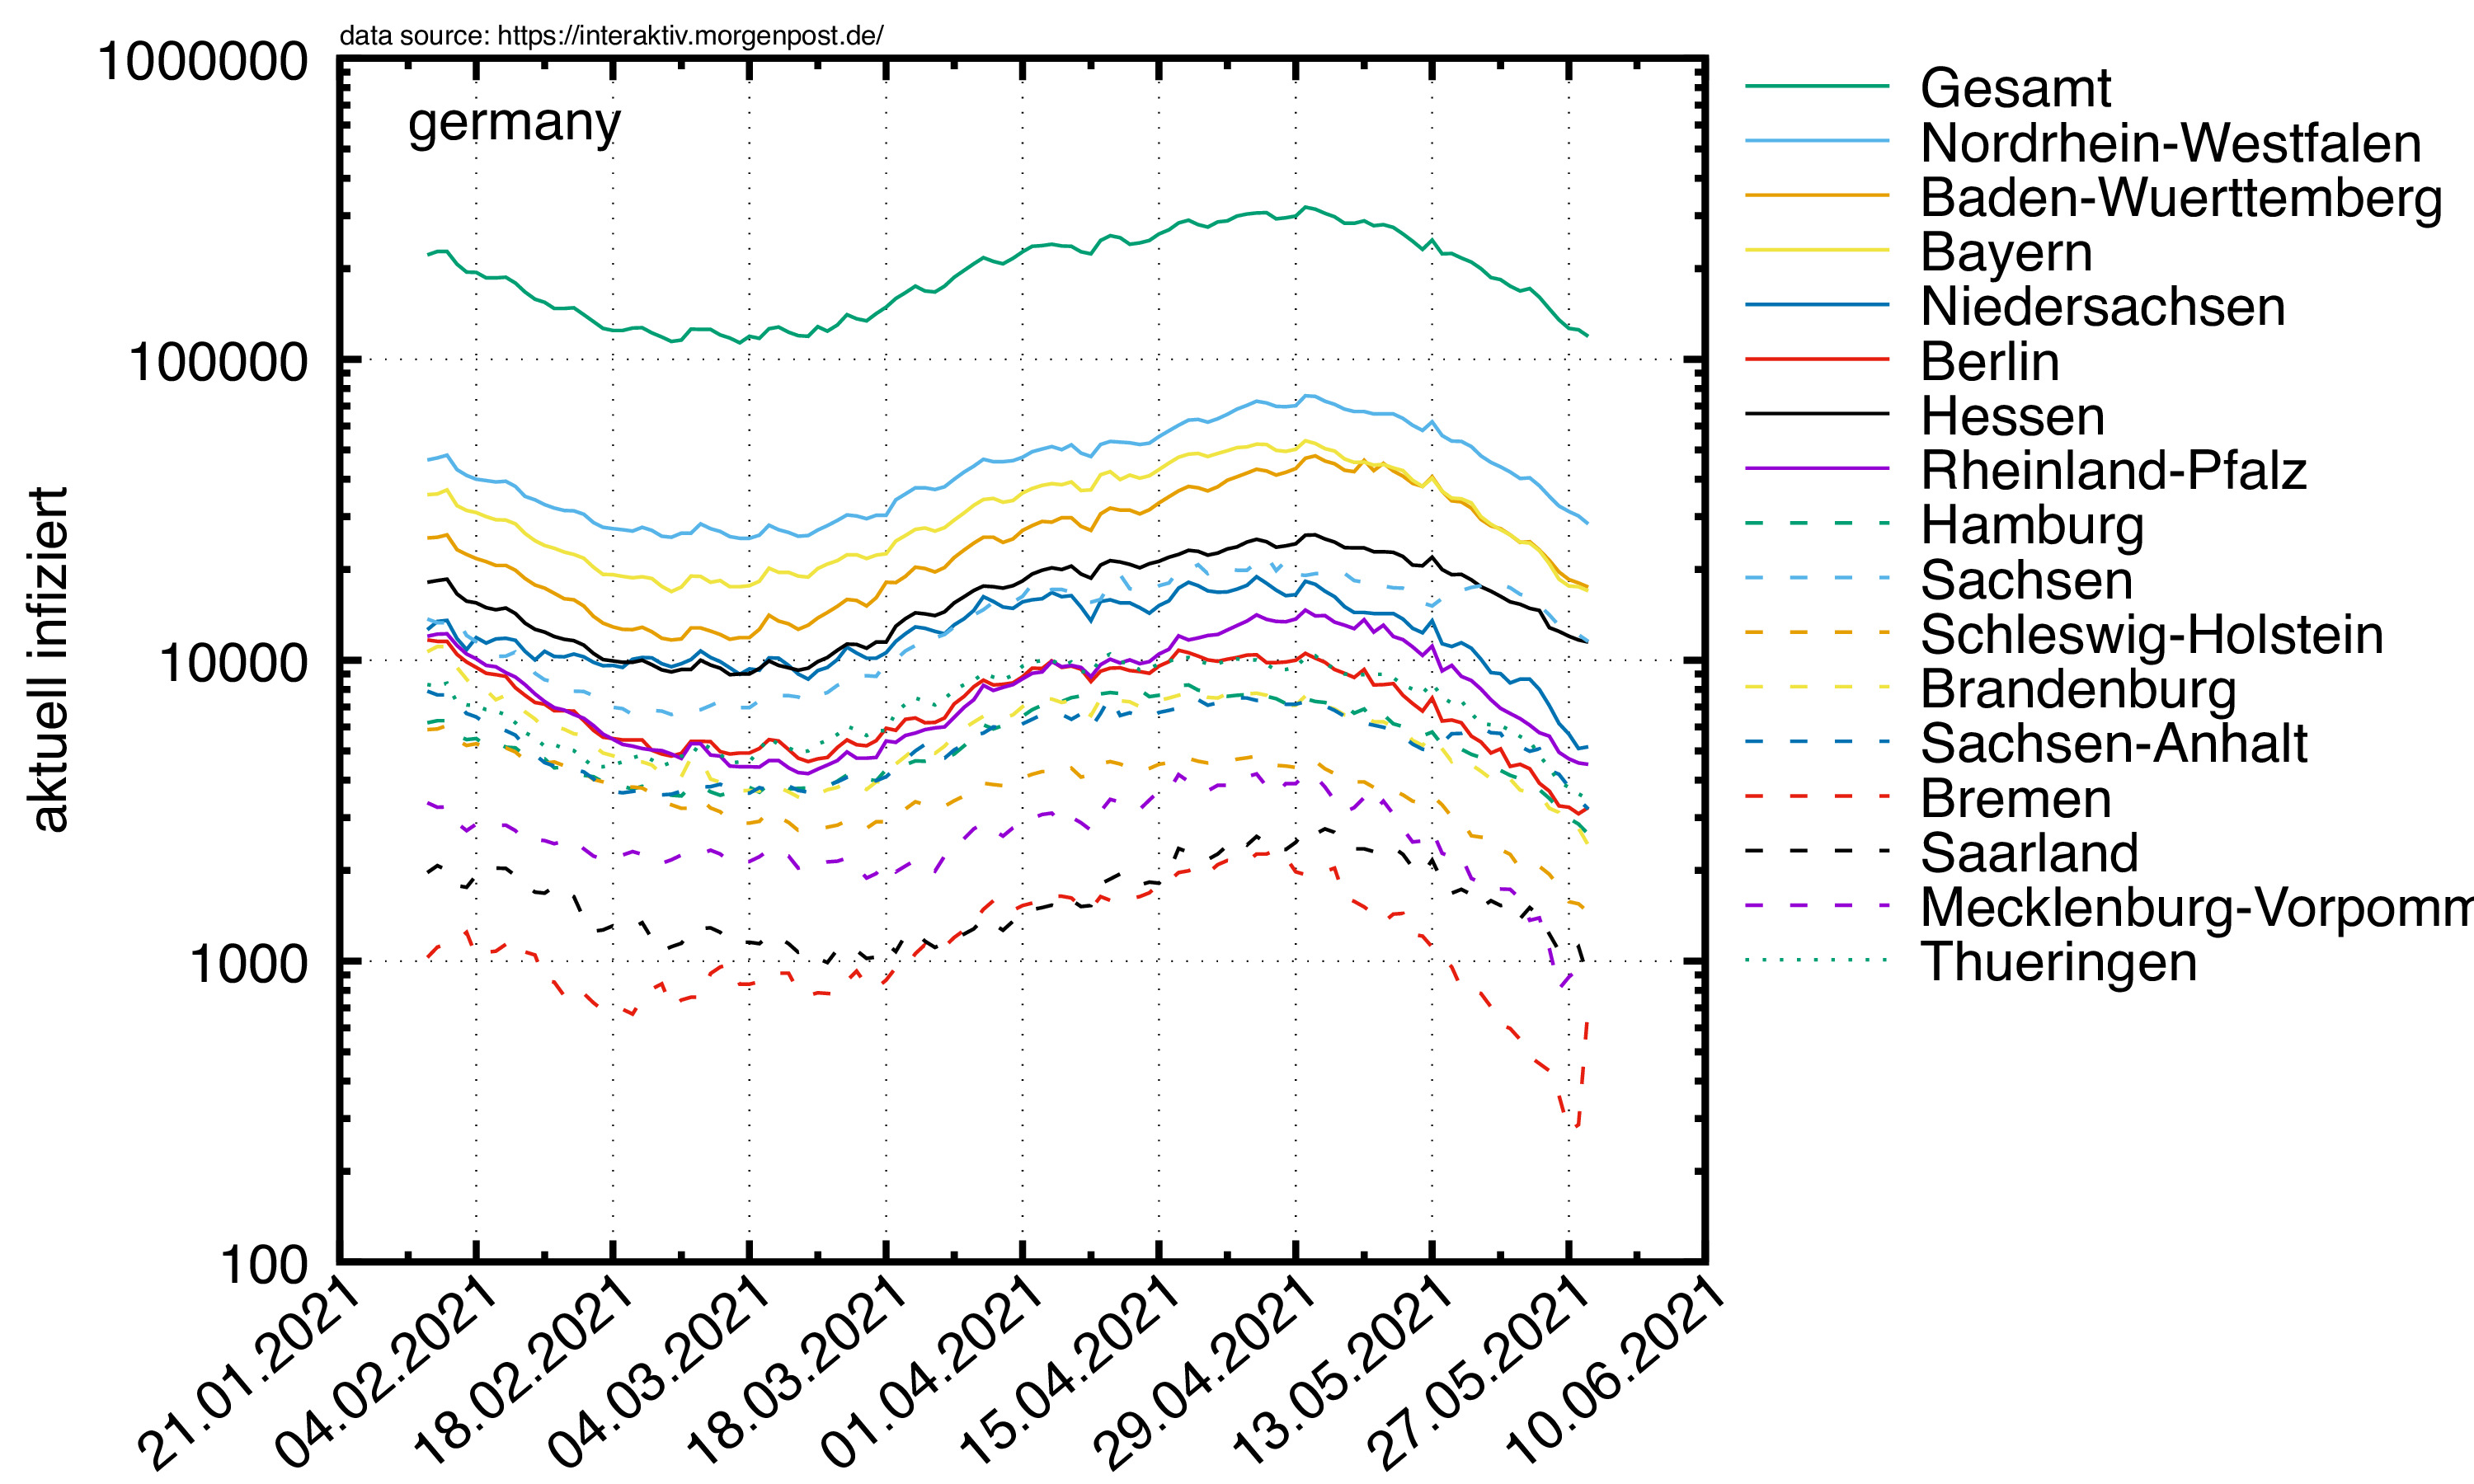 data source: https://interaktiv.morgenpost.de/
germany
aktuell infiziert
1000000
100000
10000
1000
100
21.01.2021
04.02.2021
18.02.2021
04.03.2021
18.03.2021
01.04.2021
15.04.2021
29.04.2021
13.05.2021
27.05.2021
10.06.2021
Gesamt
Nordrhein-Westfalen
Baden-Wuerttemberg
Bayern
Niedersachsen
Berlin
Hessen
Rheinland-Pfalz
Hamburg
Sachsen
Schleswig-Holstein
Brandenburg
Sachsen-Anhalt
Bremen
Saarland
Mecklenburg-Vorpomm
Thueringen